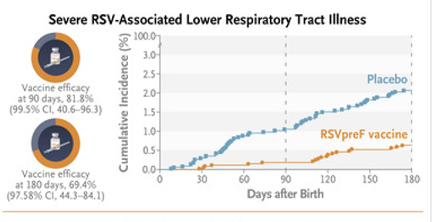 Severe RSV-Associated Lower Respiratory Tract Illness
Vaccine efficacy
at 90 days, 81.8%
(99.5% CI, 40.6–96.3)
Vaccine efficacy
at 180 days, 69.4%
(97.58% CI, 44.3–84.1)
Cumulative Incidence (%)
100.0
3.0
2.5
2.0
1.5
1.0
0.5
0.0
Placebo
RSVpreF vaccine
0 30 60 90 120 150 180
Days after Birth